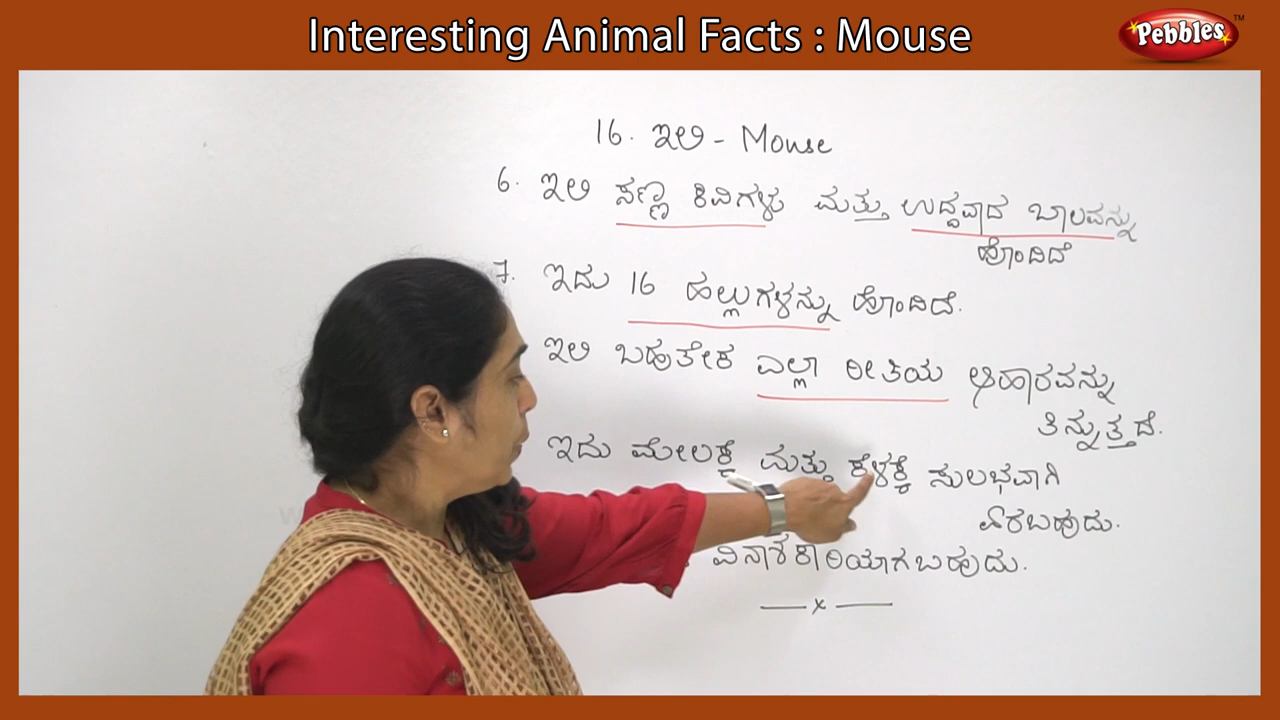 Interesting Animal Facts : Mouse
Pebbles TM
16. ಇಲಿ - Mouse
6. ಇಲಿ ಸಣ್ಣ ಕಿವಿಗಳು ಮತ್ತು ಉದ್ದವಾದ ಬಾಲವನ್ನು
ಹೊಂದಿದೆ
7. ಇದು 16 ಹಲ್ಲುಗಳನ್ನು ಹೊಂದಿದೆ.
ಇಲಿ ಬಹುತೇಕ ಎಲ್ಲಾ ರೀತಿಯ ಆಹಾರವನ್ನು
ತಿನ್ನುತ್ತದೆ.
ಇದು ಮೇಲಕ್ಕೆ ಮತ್ತು ಕೆಳಕ್ಕೆ ಸುಲಭವಾಗಿ
ಏರಬಹುದು.
ವಿನಾಶಕಾರಿಯಾಗಬಹುದು.
—x—